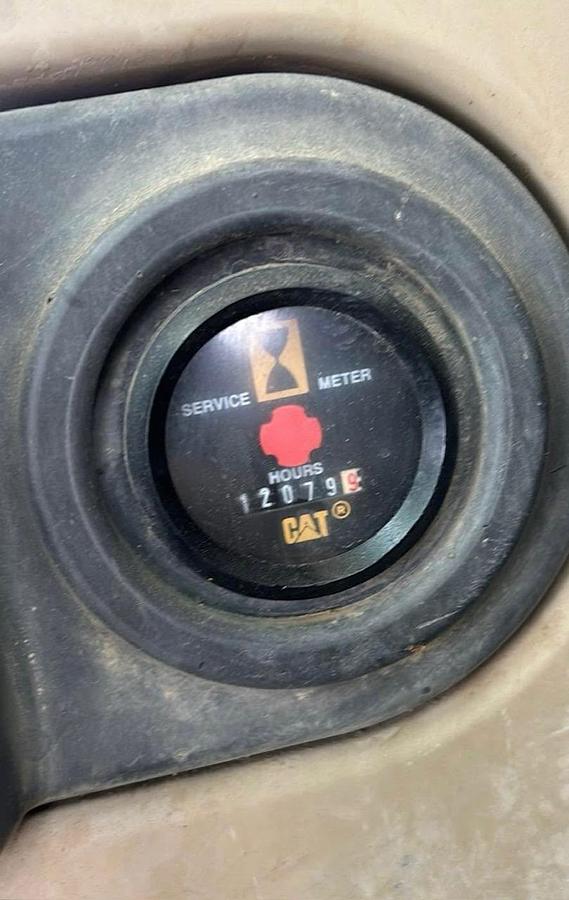 SERVICE METER
HOURS
120799
CAT®